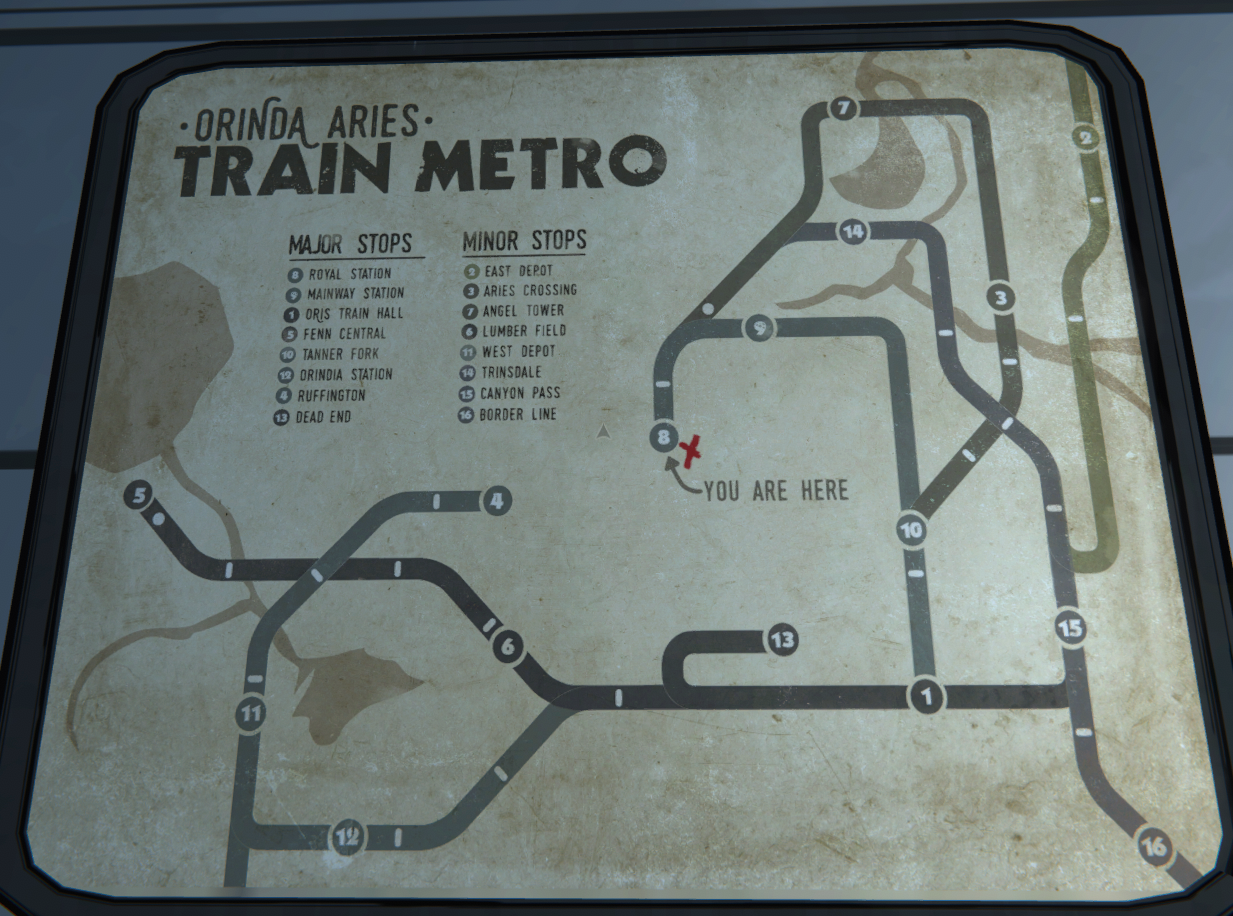 ·ORINDA ARIES·
TRAIN METRO
MAJOR STOPS
8 ROYAL STATION
9 MAINWAY STATION
1 ORIS TRAIN HALL
5 FENN CENTRAL
10 TANNER FORK
12 ORINDIA STATION
4 RUFFINGTON
13 DEAD END
MINOR STOPS
2 EAST DEPOT
3 ARIES CROSSING
7 ANGEL TOWER
6 LUMBER FIELD
11 WEST DEPOT
14 TRINSDALE
15 CANYON PASS
16 BORDER LINE
7
2
14
3
9
8
X
YOU ARE HERE
5
4
10
15
6
13
1
11
12
16